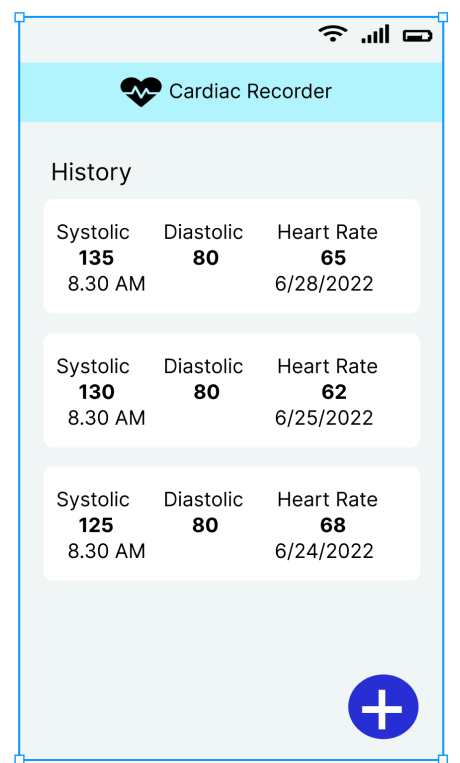 Cardiac Recorder
History
Systolic Diastolic Heart Rate
135 80 65
8.30 AM 6/28/2022
Systolic Diastolic Heart Rate
130 80 62
8.30 AM 6/25/2022
Systolic Diastolic Heart Rate
125 80 68
8.30 AM 6/24/2022